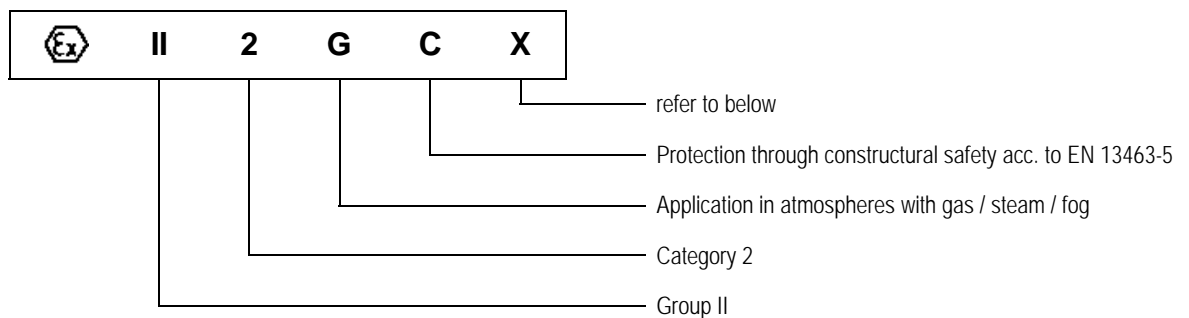 Ex II 2 G C X
refer to below
Protection through constructural safety acc. to EN 13463-5
Application in atmospheres with gas / steam / fog
Category 2
Group II